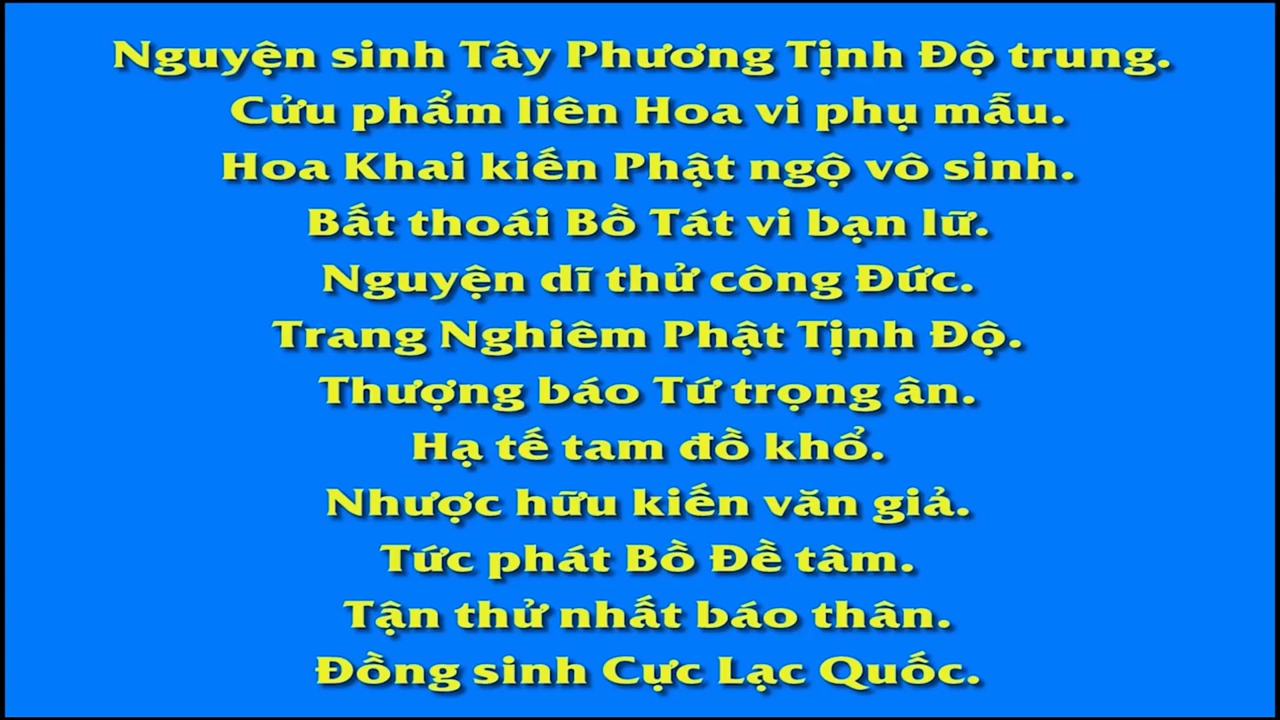 Nguyện sinh Tây Phương Tịnh Độ trung.
Cửu phẩm liên Hoa vi phụ mẫu.
Hoa Khai kiến Phật ngộ vô sinh.
Bất thoái Bồ Tát vi bạn lữ.
Nguyện dĩ thử công Đức.
Trang Nghiêm Phật Tịnh Độ.
Thượng báo Tứ trọng ân.
Hạ tế tam đồ khổ.
Nhược hữu kiến văn giả.
Tức phát Bồ Đề tâm.
Tận thử nhất báo thân.
Đồng sinh Cực Lạc Quốc.